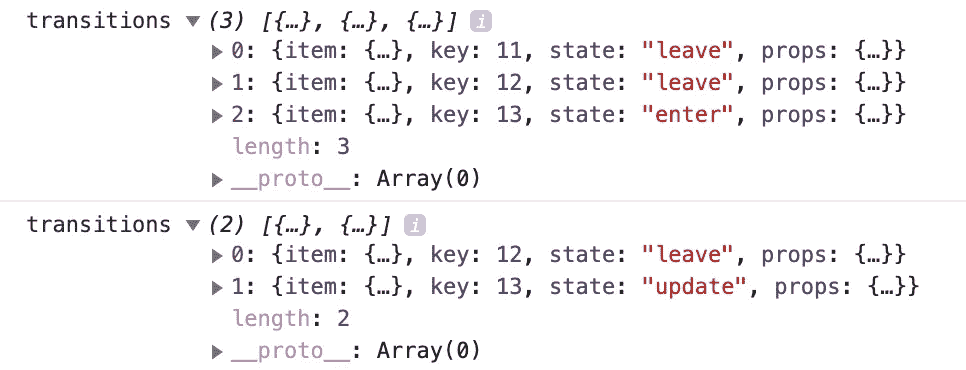 transitions ▼ (3) [{…}, {…}, {…}] i
▶ 0: {item: {…}, key: 11, state: "leave", props: {…}}
▶ 1: {item: {…}, key: 12, state: "leave", props: {…}}
▶ 2: {item: {…}, key: 13, state: "enter", props: {…}}
length: 3
▶ __proto__: Array(0)
transitions ▼ (2) [{…}, {…}] i
▶ 0: {item: {…}, key: 12, state: "leave", props: {…}}
▶ 1: {item: {…}, key: 13, state: "update", props: {…}}
length: 2
▶ __proto__: Array(0)